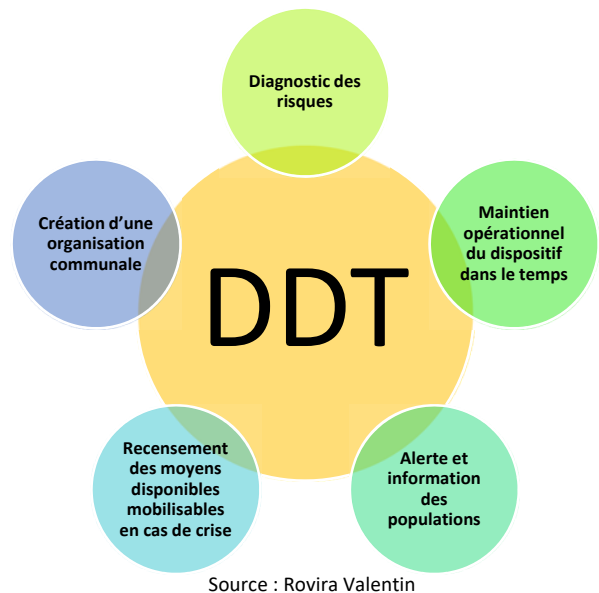 Diagnostic des
risques
Création d’une
organisation
communale
Maintien
opérationnel
du dispositif
dans le temps
DDT
Recensement
des moyens
disponibles
mobilisables
en cas de crise
Alerte et
information
des
populations
Source : Rovira Valentin